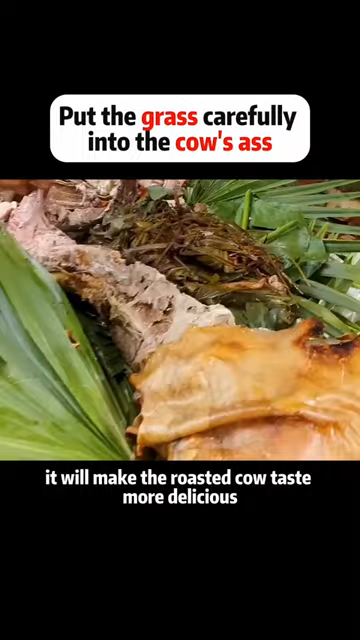 Put the grass carefully
into the cow's ass
it will make the roasted cow taste
more delicious